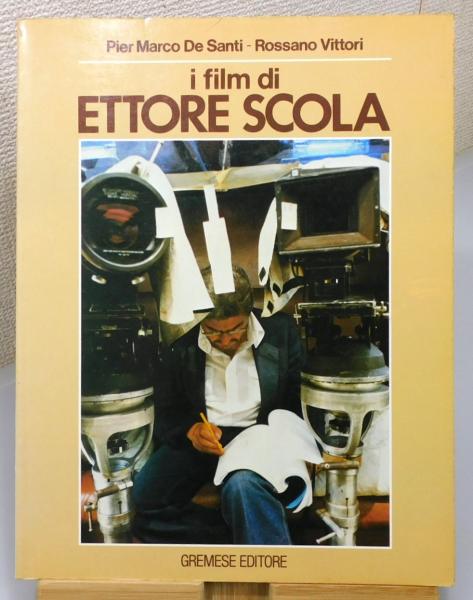 Pier Marco De Santi - Rossano Vittori
i film di
ETTORE SCOLA
GREMESE EDITORE